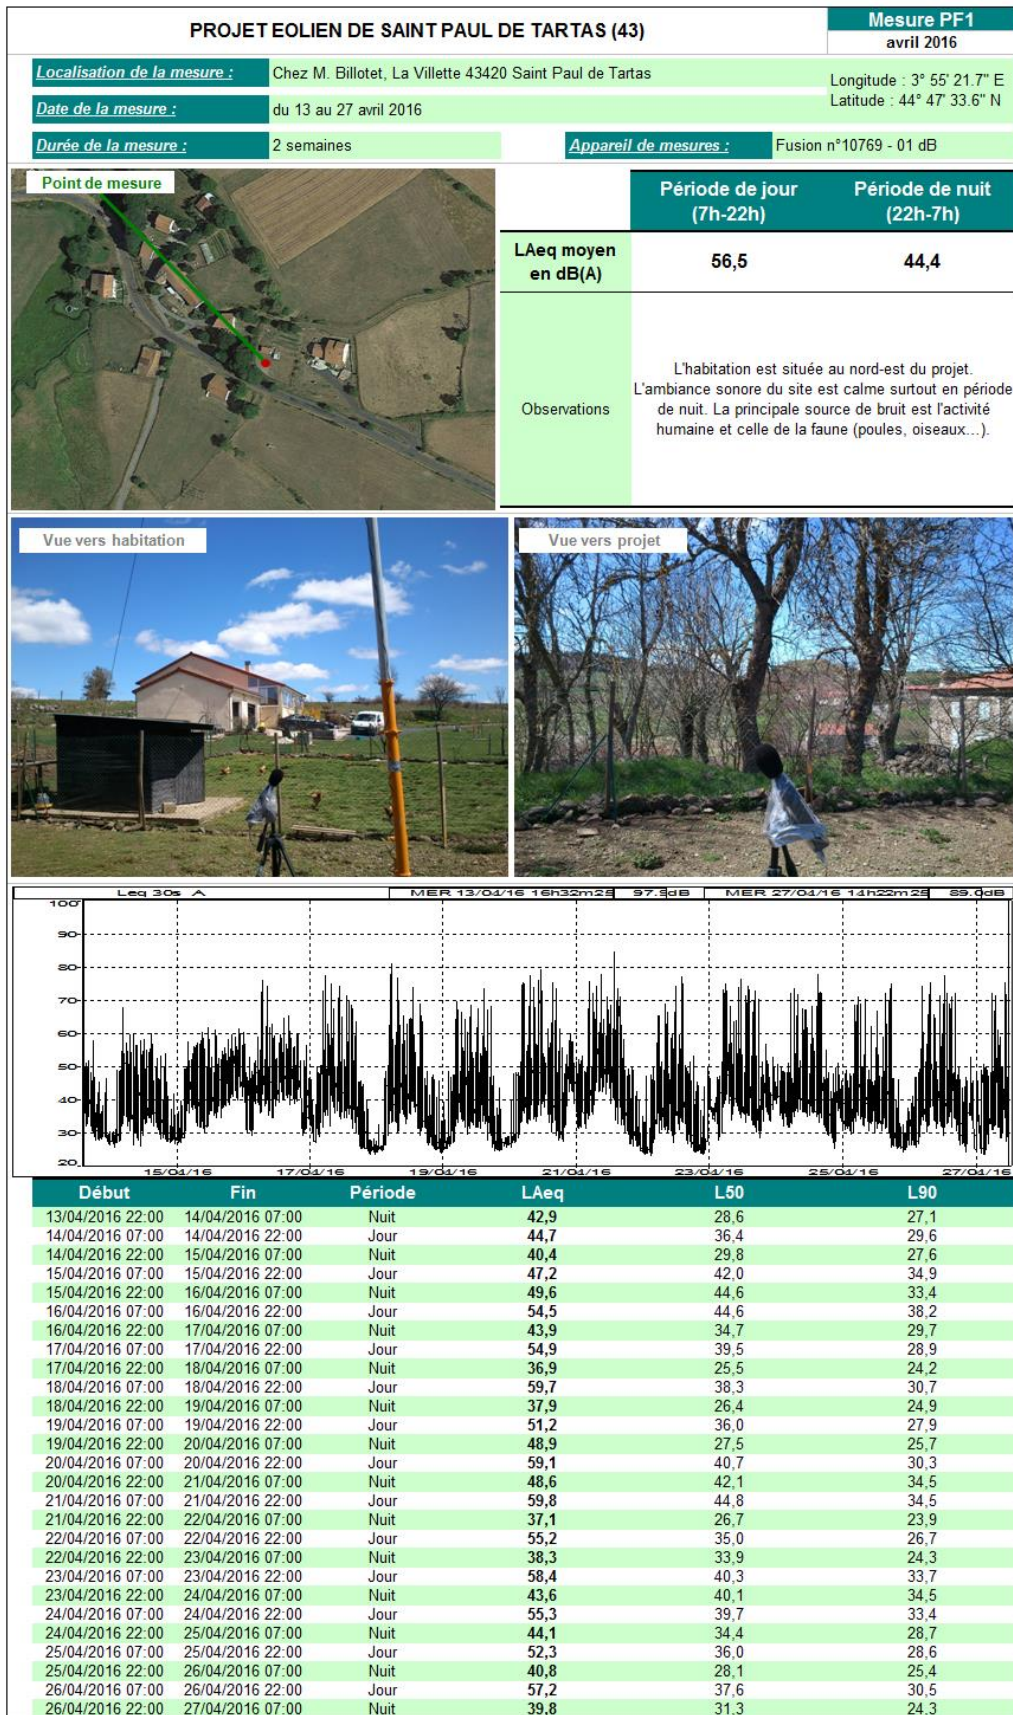 PROJET EOLIEN DE SAINT PAUL DE TARTAS (43)
Mesure PF1
avril 2016
Localisation de la mesure :
Chez M. Billotet, La Villette 43420 Saint Paul de Tartas
Longitude : 3° 55' 21.7" E
Latitude : 44° 47' 33.6" N
Date de la mesure :
du 13 au 27 avril 2016
Durée de la mesure :
2 semaines
Appareil de mesures :
Fusion n°10769 - 01 dB
Point de mesure
Période de jour (7h-22h)
Période de nuit (22h-7h)
LAeq moyen en dB(A)
56,5
44,4
Observations
L'habitation est située au nord-est du projet.
L'ambiance sonore du site est calme surtout en période
de nuit. La principale source de bruit est l'activité
humaine et celle de la faune (poules, oiseaux...).
Vue vers habitation
Vue vers projet
Leq 30s A MER 13/04/16 16h32m25 97.9dB MER 27/04/16 14h22m25 89.0dB
100
90
80
70
60
50
40
30
20
15/04/16 17/04/16 19/04/16 21/04/16 23/04/16 25/04/16 27/04/16
Début Fin Période LAeq L50 L90
13/04/2016 22:00 14/04/2016 07:00 Nuit 42,9 28,6 27,1
14/04/2016 07:00 14/04/2016 22:00 Jour 44,7 36,4 29,6
14/04/2016 22:00 15/04/2016 07:00 Nuit 40,4 29,8 27,6
15/04/2016 07:00 15/04/2016 22:00 Jour 47,2 42,0 34,9
15/04/2016 22:00 16/04/2016 07:00 Nuit 49,6 44,6 33,4
16/04/2016 07:00 16/04/2016 22:00 Jour 54,5 44,6 38,2
16/04/2016 22:00 17/04/2016 07:00 Nuit 43,9 34,7 29,7
17/04/2016 07:00 17/04/2016 22:00 Jour 54,9 39,5 28,9
17/04/2016 22:00 18/04/2016 07:00 Nuit 36,9 25,5 24,2
18/04/2016 07:00 18/04/2016 22:00 Jour 59,7 38,3 30,7
18/04/2016 22:00 19/04/2016 07:00 Nuit 37,9 26,4 24,9
19/04/2016 07:00 19/04/2016 22:00 Jour 51,2 36,0 27,9
19/04/2016 22:00 20/04/2016 07:00 Nuit 48,9 27,5 25,7
20/04/2016 07:00 20/04/2016 22:00 Jour 59,1 40,7 30,3
20/04/2016 22:00 21/04/2016 07:00 Nuit 48,6 42,1 34,5
21/04/2016 07:00 21/04/2016 22:00 Jour 59,8 44,8 34,5
21/04/2016 22:00 22/04/2016 07:00 Nuit 37,1 26,7 23,9
22/04/2016 07:00 22/04/2016 22:00 Jour 55,2 35,0 26,7
22/04/2016 22:00 23/04/2016 07:00 Nuit 38,3 33,9 24,3
23/04/2016 07:00 23/04/2016 22:00 Jour 58,4 40,3 33,7
23/04/2016 22:00 24/04/2016 07:00 Nuit 43,6 40,1 34,5
24/04/2016 07:00 24/04/2016 22:00 Jour 55,3 39,7 33,4
24/04/2016 22:00 25/04/2016 07:00 Nuit 44,1 34,4 28,7
25/04/2016 07:00 25/04/2016 22:00 Jour 52,3 36,0 28,6
25/04/2016 22:00 26/04/2016 07:00 Nuit 40,8 28,1 25,4
26/04/2016 07:00 26/04/2016 22:00 Jour 57,2 37,6 30,5
26/04/2016 22:00 27/04/2016 07:00 Nuit 39,8 31,3 24,3